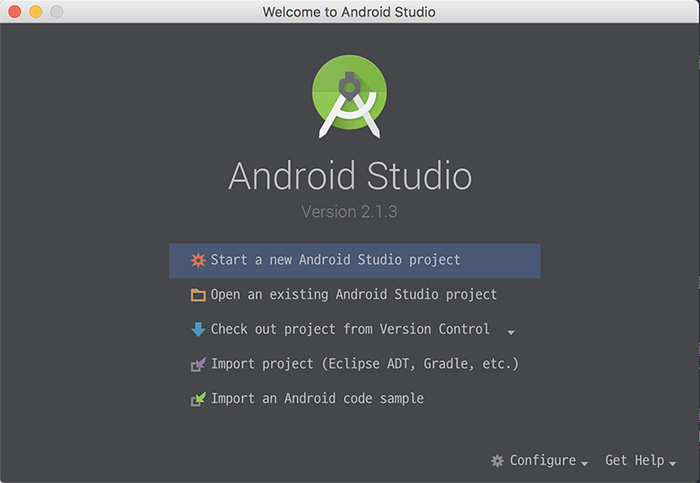 Welcome to Android Studio
Android Studio
Version 2.1.3
Start a new Android Studio project
Open an existing Android Studio project
Check out project from Version Control
Import project (Eclipse ADT, Gradle, etc.)
Import an Android code sample
Configure Get Help